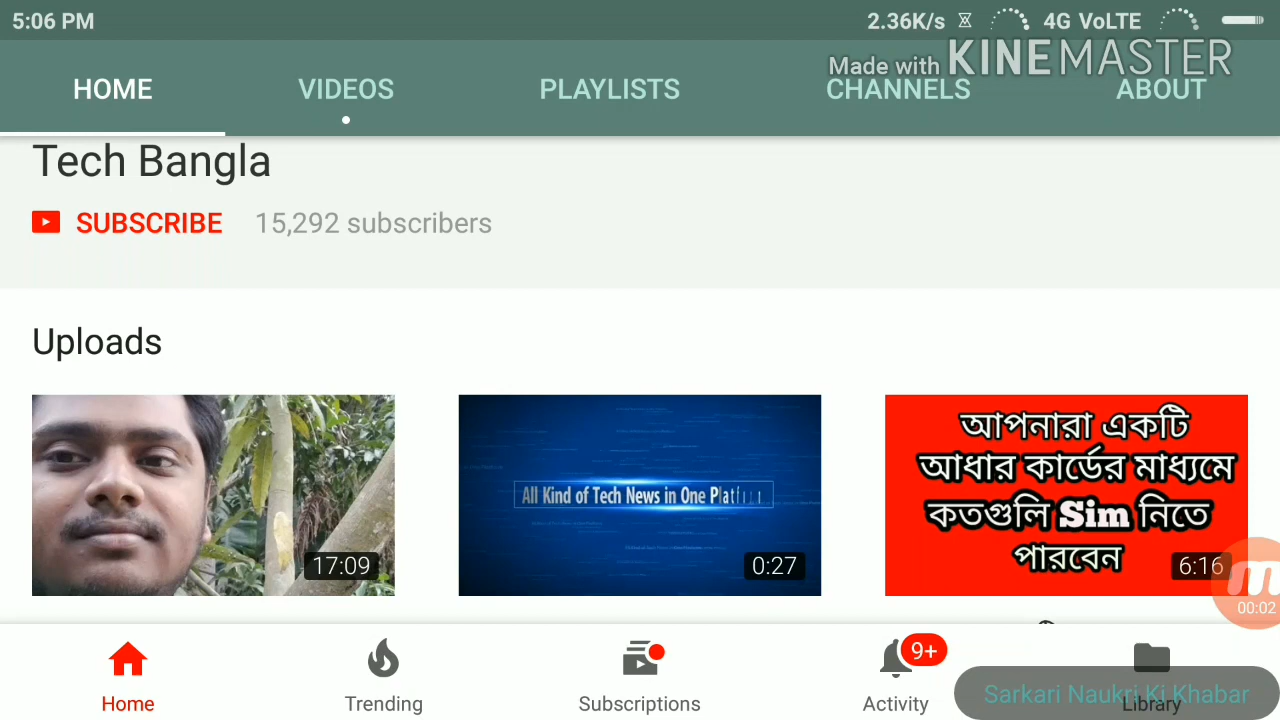 5:06 PM
2.36K/s
4G VoLTE
Made with KINEMASTER
HOME
VIDEOS
PLAYLISTS
CHANNELS
ABOUT
Tech Bangla
SUBSCRIBE
15,292 subscribers
Uploads
17:09
All Kind of Tech News in One
0:27
আপনারা একটি
আধার কার্ডের মাধ্যমে
কতগুলি Sim নিতে
পারবেন
6:16
00:02
9+
Home
Trending
Subscriptions
Activity
Library
Sarkari Naukri Ki Khabar